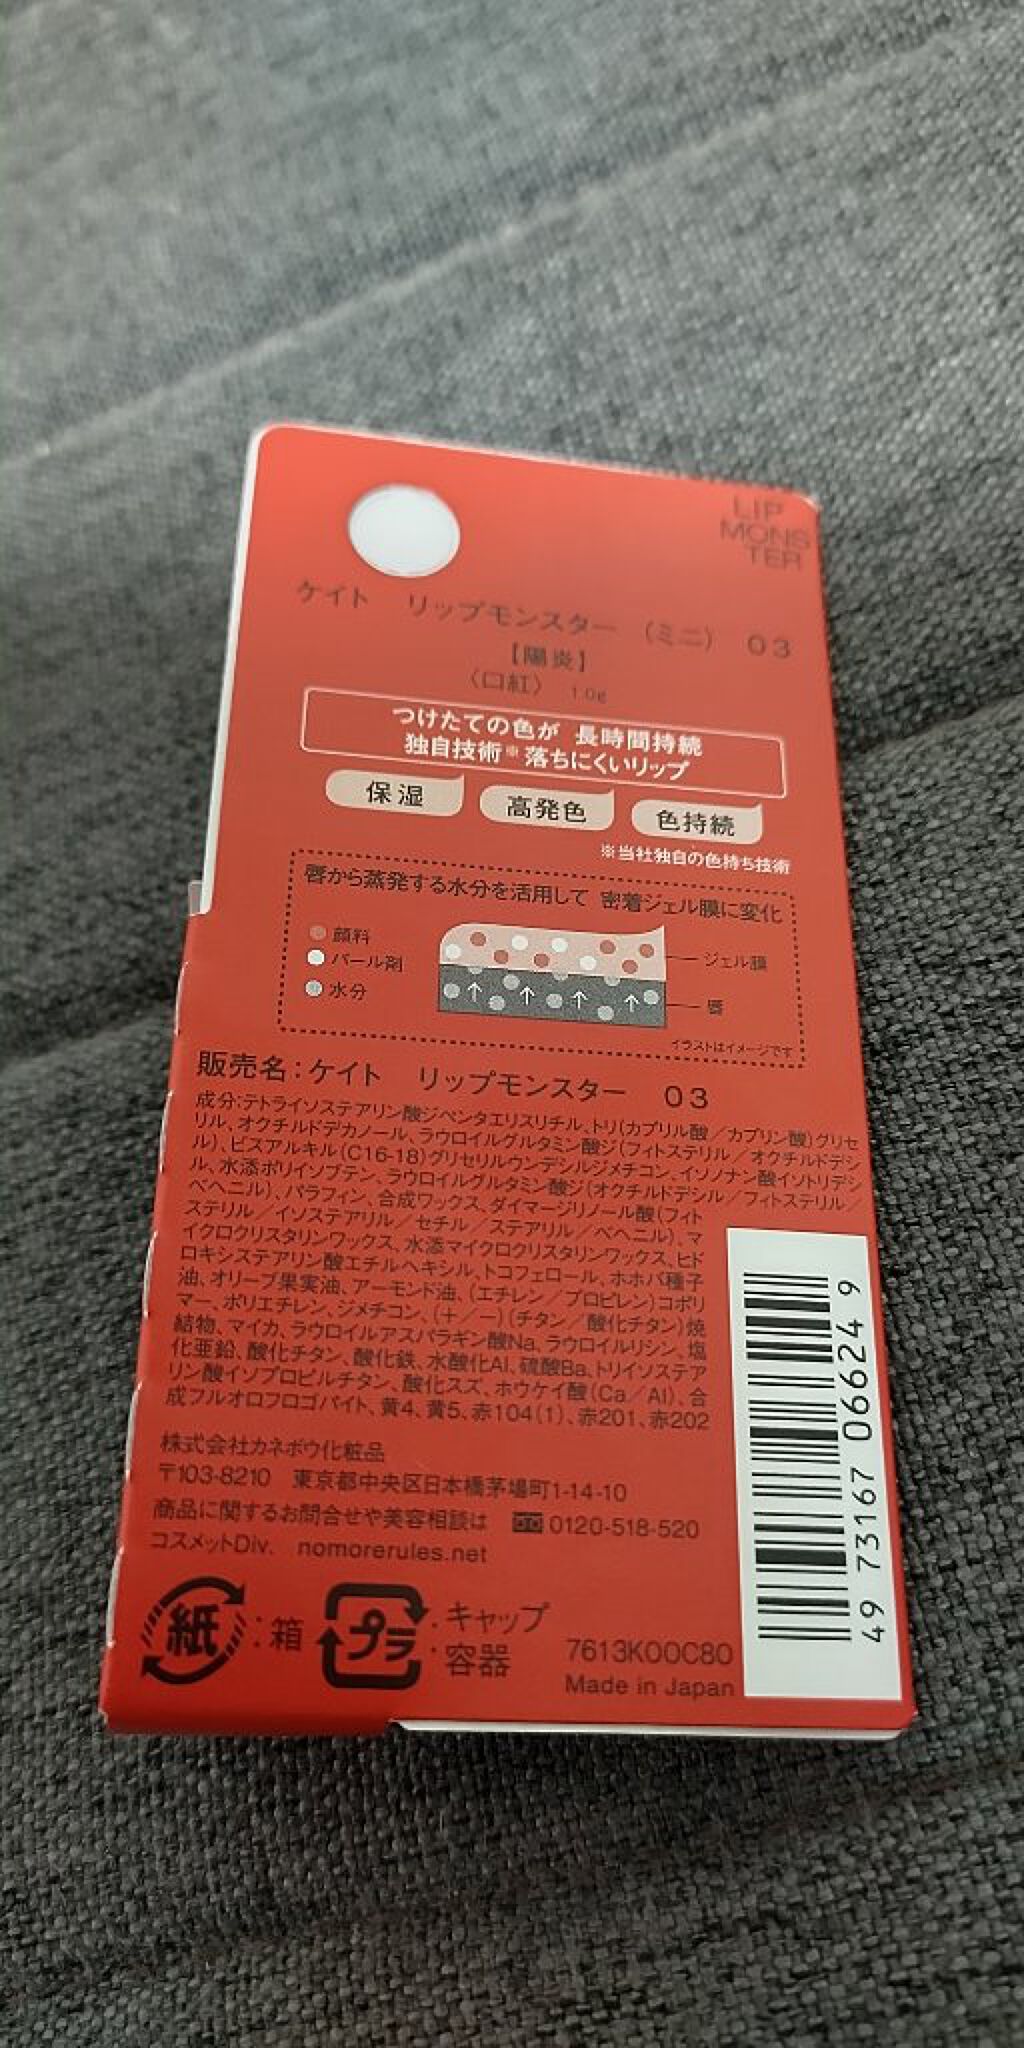 LIP
MONS
TER
ケイト リップモンスター (ミニ) 03
【陽炎】
〈口紅〉 1.0g
つけたての色が 長時間持続
独自技術※落ちにくいリップ
保湿
高発色
色持続
※当社独自の色持ち技術
唇から蒸発する水分を活用して 密着ジェル膜に変化
顔料
パール剤
水分
ジェル膜
唇
イラストはイメージです
販売名:ケイト リップモンスター 03
成分:テトライソステアリン酸ジペンタエリスリチル、トリ(カプリル酸/カプリン酸)グリセ
リル、オクチルドデカノール、ラウロイルグルタミン酸ジ(フィトステリル/オクチルドデシ
ル)、ビスアルキル(C16-18)グリセリルウンデシルジメチコン、イソノナン酸イソトリデシ
ル、水添ポリイソブテン、ラウロイルグルタミン酸ジ(オクチルドデシル/フィトステリル/
ベヘニル)、パラフィン、合成ワックス、ダイマージリノール酸(フィト
ステリル/イソステアリル/セチル/ステアリル/ベヘニル)、マ
イクロクリスタリンワックス、水添マイクロクリスタリンワックス、ヒド
ロキシステアリン酸エチルヘキシル、トコフェロール、ホホバ種子
油、オリーブ果実油、アーモンド油、(エチレン/プロピレン)コポリ
マー、ポリエチレン、ジメチコン、(+/-)(チタン/酸化チタン)焼
結物、マイカ、ラウロイルアスパラギン酸Na、ラウロイルリシン、塩
化亜鉛、酸化チタン、酸化鉄、水酸化Al、硫酸Ba、トリイソステア
リン酸イソプロピルチタン、酸化スズ、ホウケイ酸(Ca/Al)、合
成フルオロフロゴパイト、黄4、黄5、赤104(1)、赤201、赤202
株式会社カネボウ化粧品
〒103-8210 東京都中央区日本橋茅場町1-14-10
商品に関するお問合せや美容相談は 0120-518-520
コスメットDiv. nomorerules.net
紙:箱
プラ:キャップ
容器
7613K00C80
Made in Japan
49 73167 06624 9